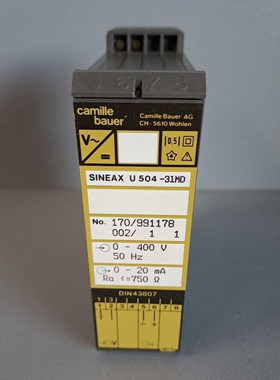 camille
bauer
Camille Bauer AG
CH-5610 Wohlen
V~
0,5
SINEAX U 504 -31MD
No. 170/991178
002/ 1 1
0 - 400 V
50 Hz
0 - 20 mA
Ra <=750 Ω
DIN43807
1 2 3 4 5 6 7 8
- +